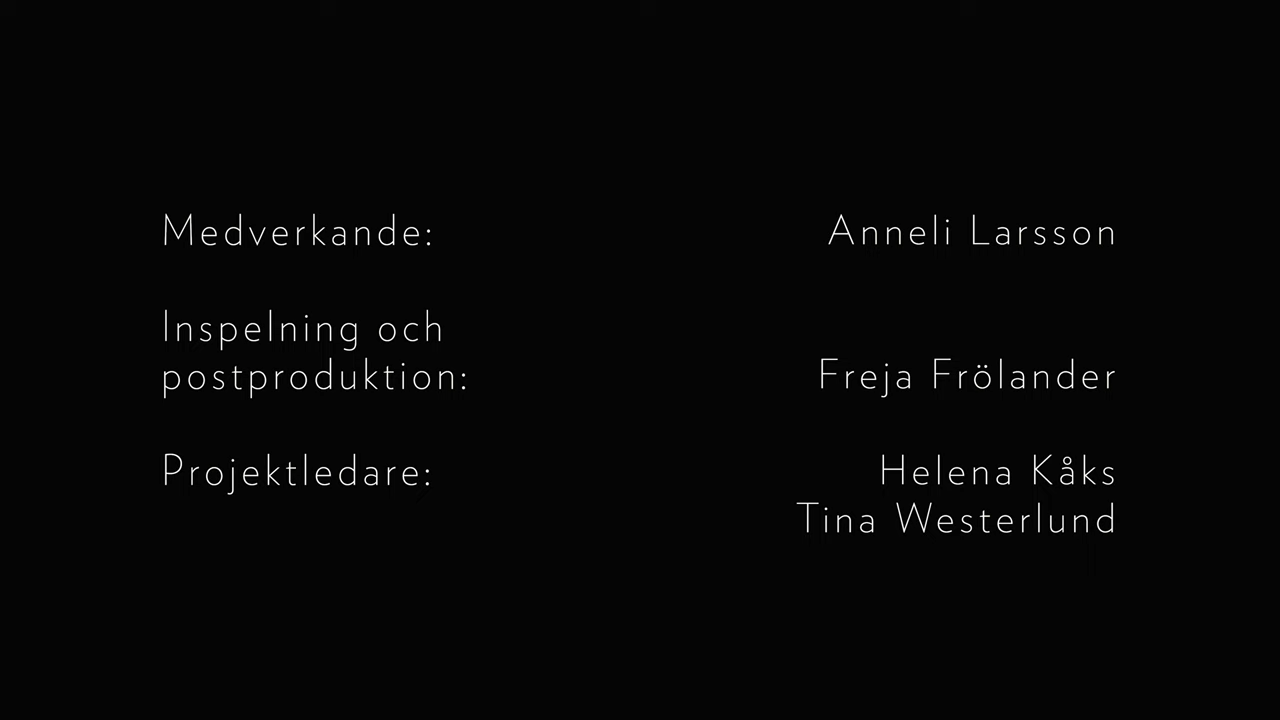 Medverkande: Anneli Larsson
Inspelning och
postproduktion: Freja Frölander
Projektledare: Helena Kåks
Tina Westerlund